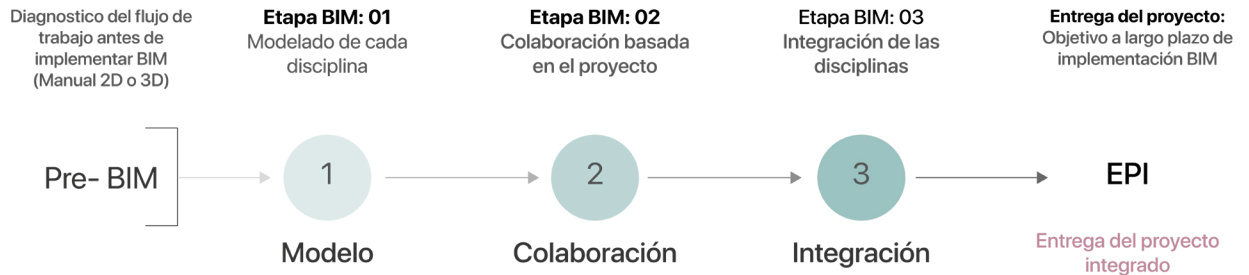 Diagnostico del flujo de
trabajo antes de
implementar BIM
(Manual 2D o 3D)
Etapa BIM: 01
Modelado de cada
disciplina
Etapa BIM: 02
Colaboración basada
en el proyecto
Etapa BIM: 03
Integración de las
disciplinas
Entrega del proyecto:
Objetivo a largo plazo de
implementación BIM
Pre- BIM
1
2
3
EPI
Modelo
Colaboración
Integración
Entrega del proyecto
integrado